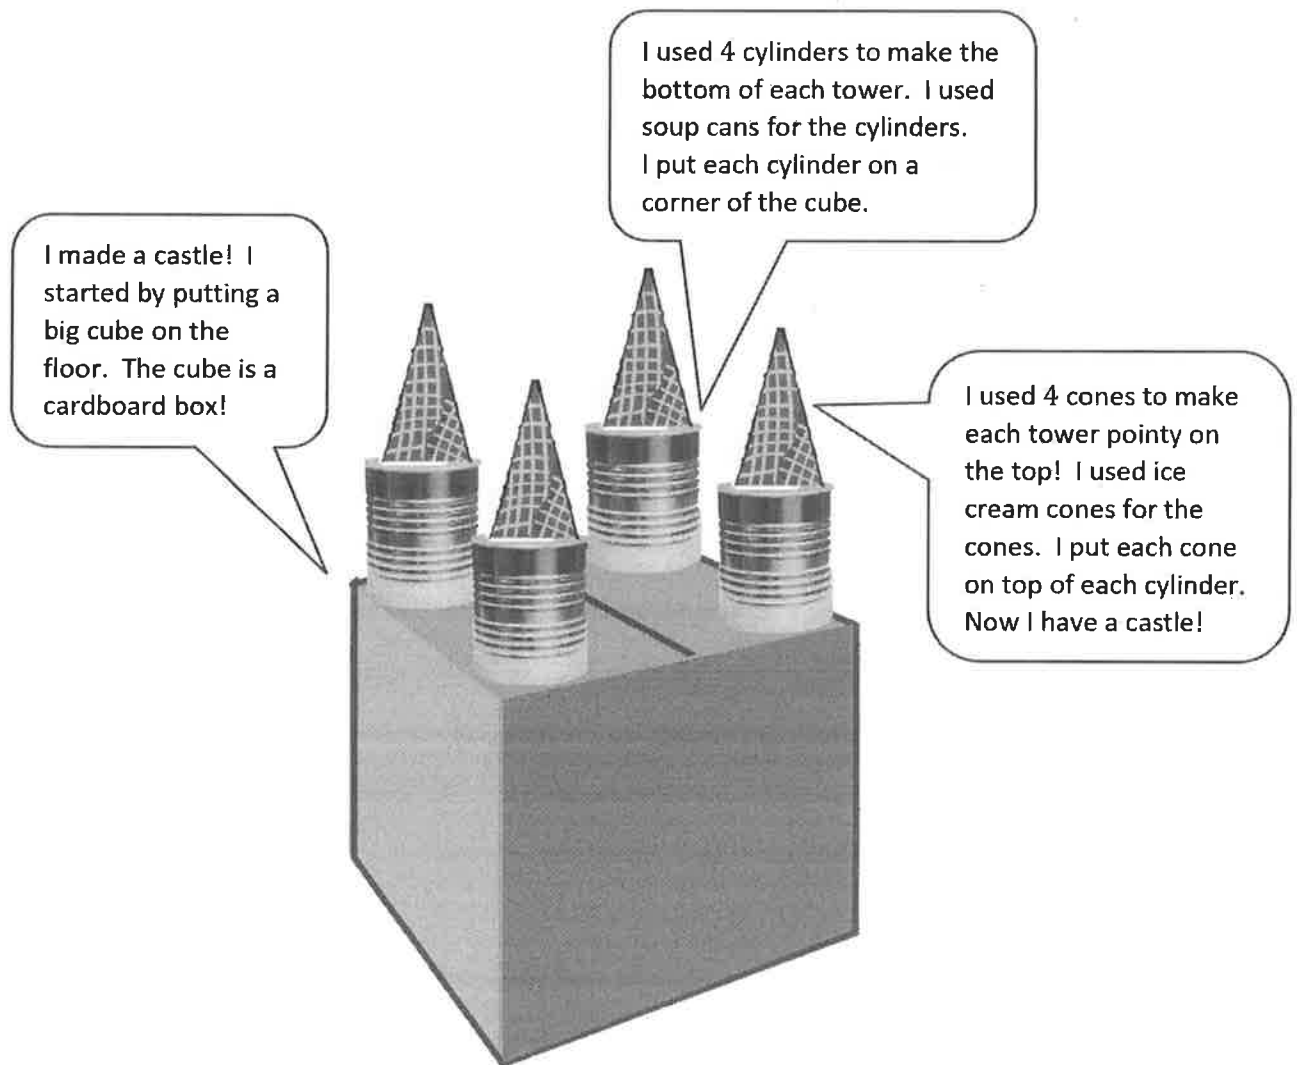 I used 4 cylinders to make the
bottom of each tower. I used
soup cans for the cylinders.
I put each cylinder on a
corner of the cube.
I made a castle! I
started by putting a
big cube on the
floor. The cube is a
cardboard box!
I used 4 cones to make
each tower pointy on
the top! I used ice
cream cones for the
cones. I put each cone
on top of each cylinder.
Now I have a castle!